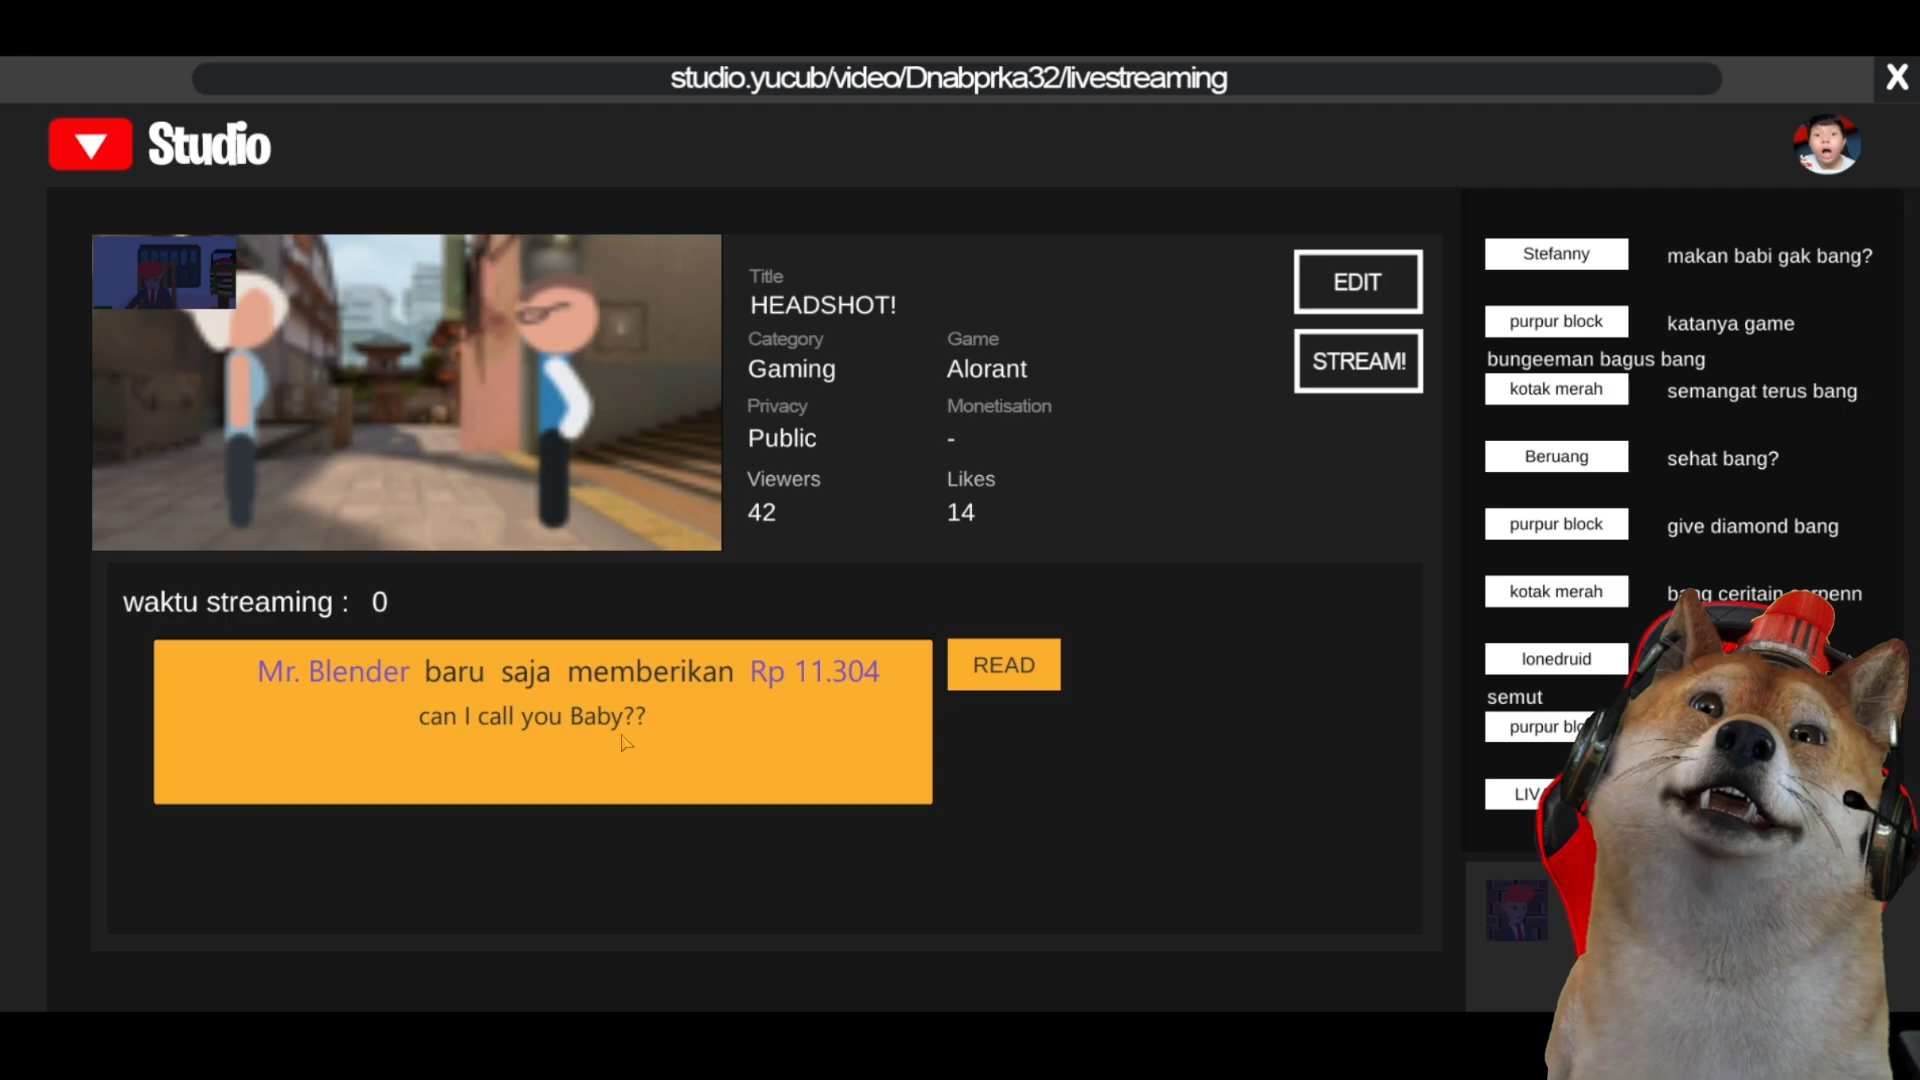 studio.yucub/video/Dnabprka32/livestreaming
X
Studio
Title
HEADSHOT!
Category
Game
Gaming
Alorant
Privacy
Monetisation
Public
-
Viewers
Likes
42
14
EDIT
STREAM!
waktu streaming : 0
Mr. Blender baru saja memberikan Rp 11.304
can I call you Baby??
READ
Stefanny makan babi gak bang?
purpur block katanya game
bungeeman bagus bang
kotak merah semangat terus bang
Beruang sehat bang?
purpur block give diamond bang
kotak merah bang ceritain
lonedruid
semut
purpur